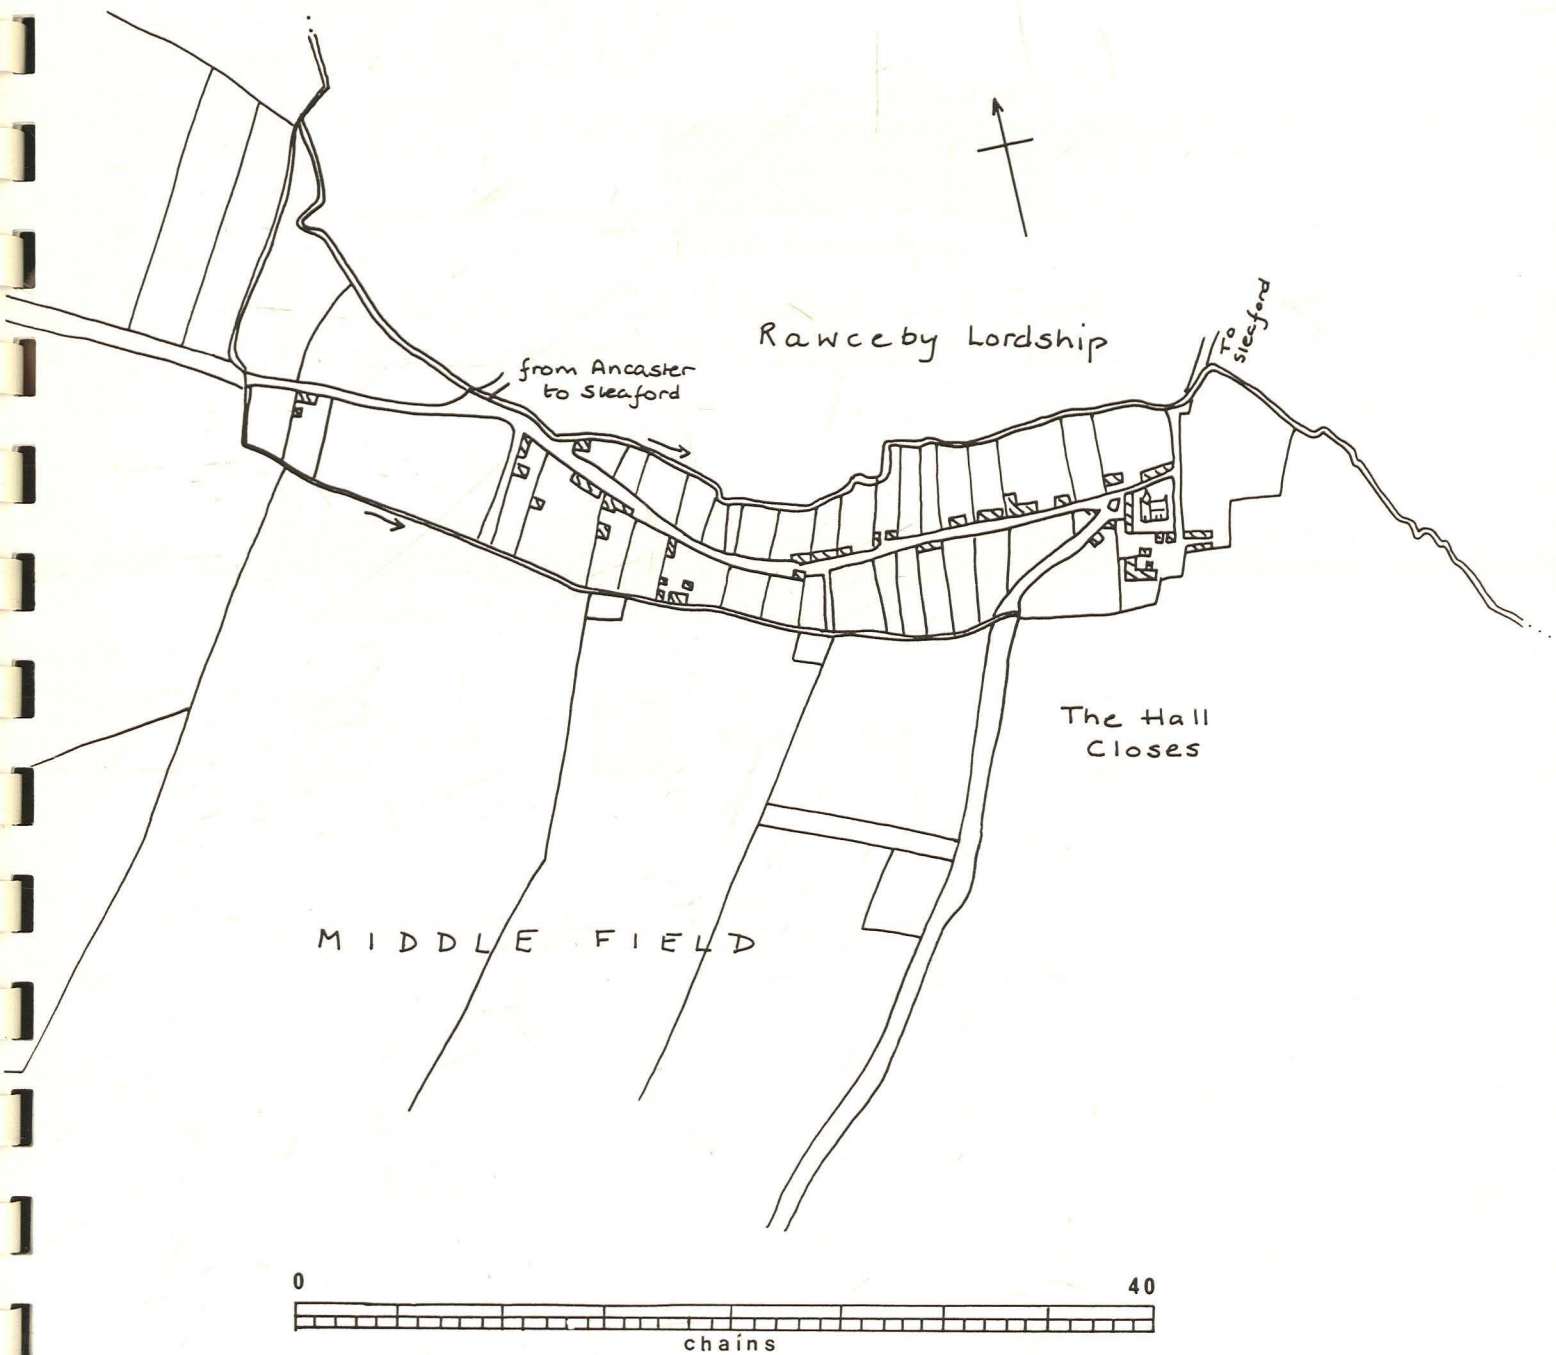 Rawceby Lordship
To
Sleaford
from Ancaster
to Sleaford
The Hall
Closes
MIDDLE FIELD
0 40
chains